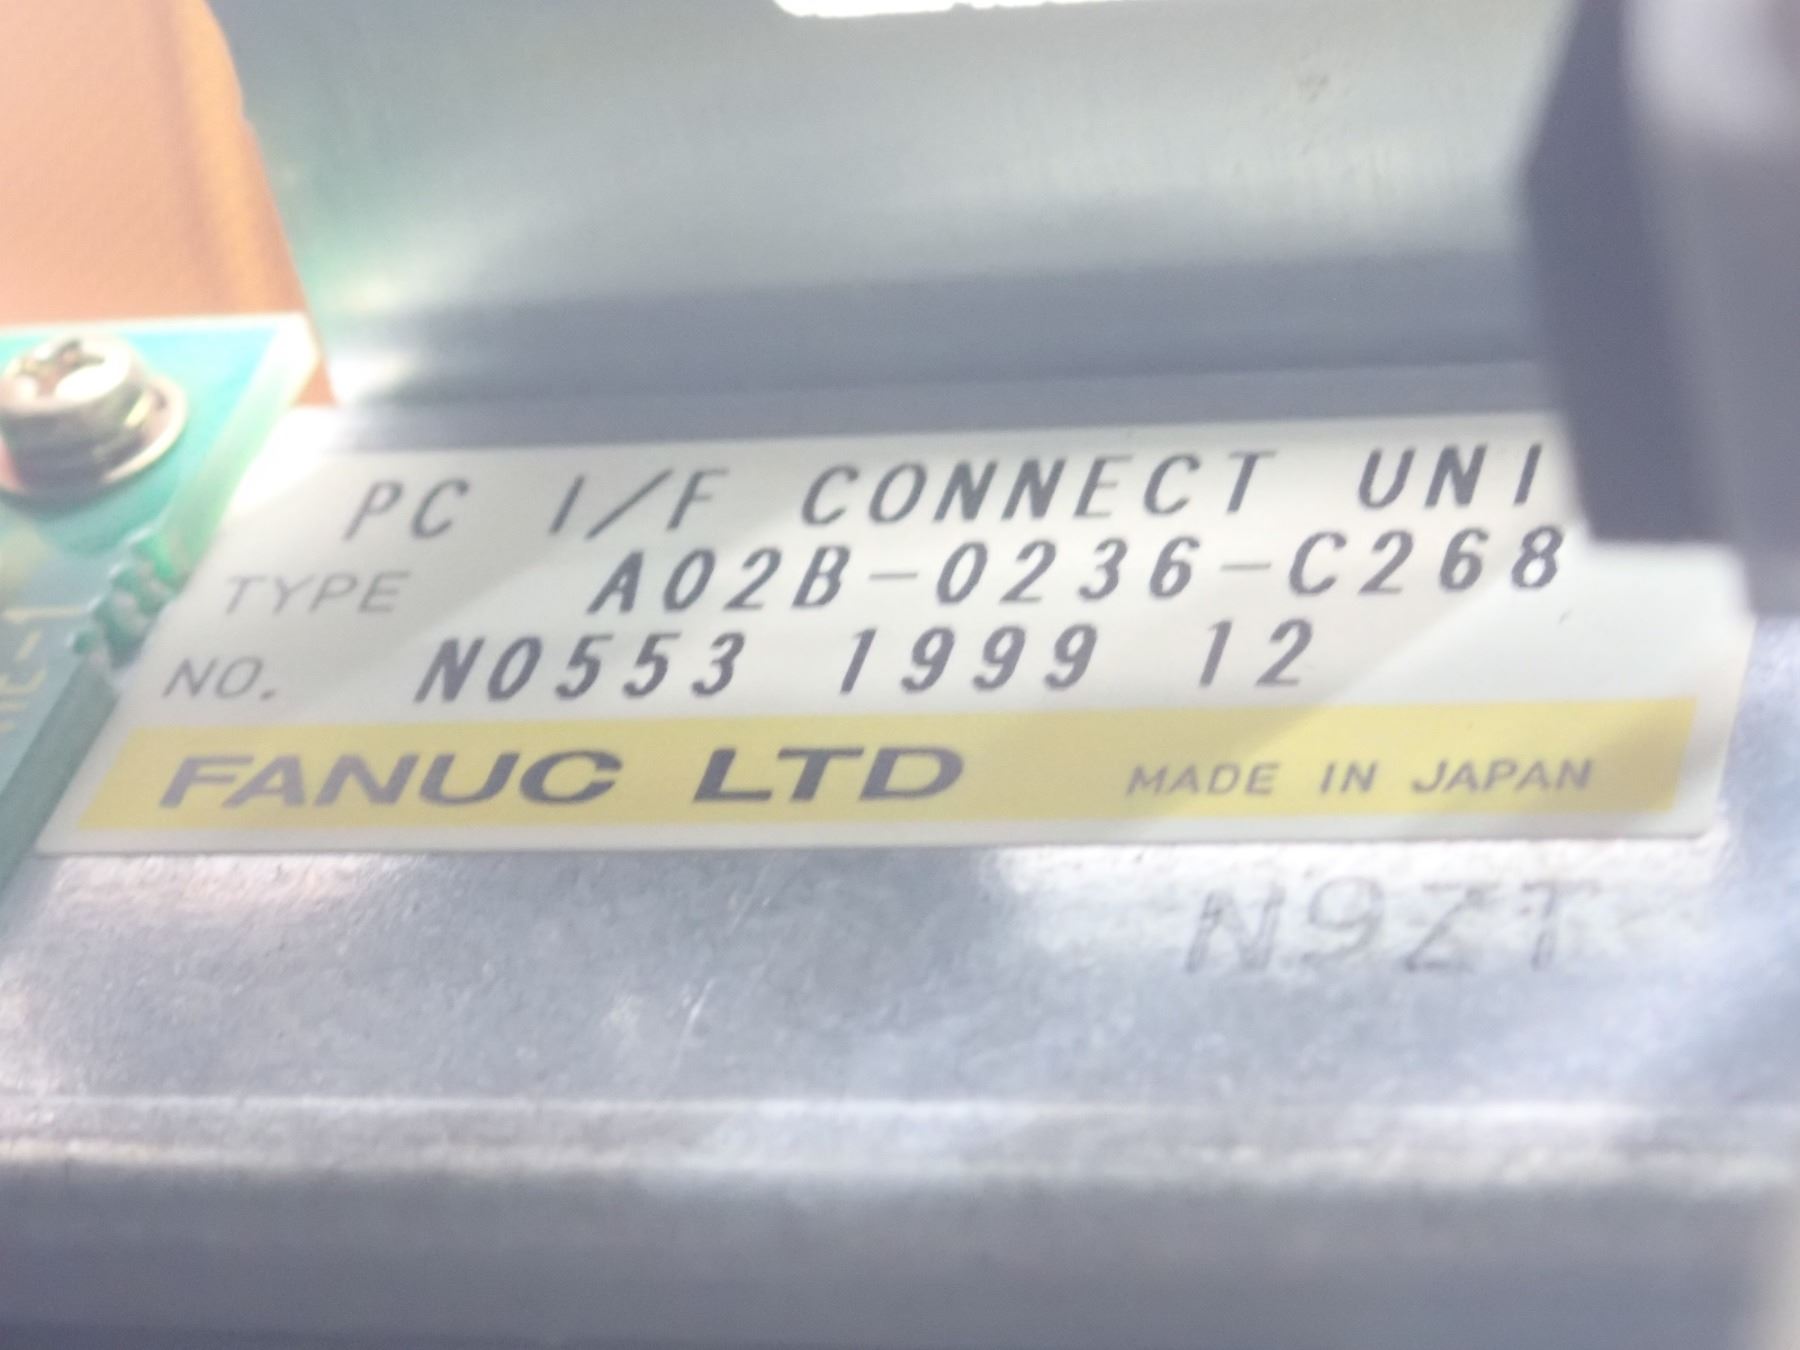 PC I/F CONNECT UNI
TYPE A02B-0236-C268
NO. N0553 1999 12
FANUC LTD MADE IN JAPAN
N9ZT